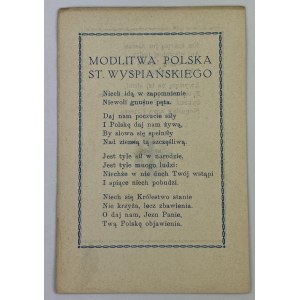 MODLITWA POLSKA
ST. WYSPIAŃSKIEGO
Niech idą w zapomnienie
Niewoli gnuśne pęta.
Daj nam poczucie siły
I Polskę daj nam żywą,
By słowa się spełniły
Nad ziemią tą szczęśliwą.
Jest tyle sił w narodzie,
Jest tyle mnogo ludzi:
Niechże w nie duch Twój wstąpi
I śpiące niech pobudzi.
Niech się Królestwo stanie
Nie krzyża, lecz zbawienia.
O daj nam, Jezu Panie,
Twą Polskę objawienia.